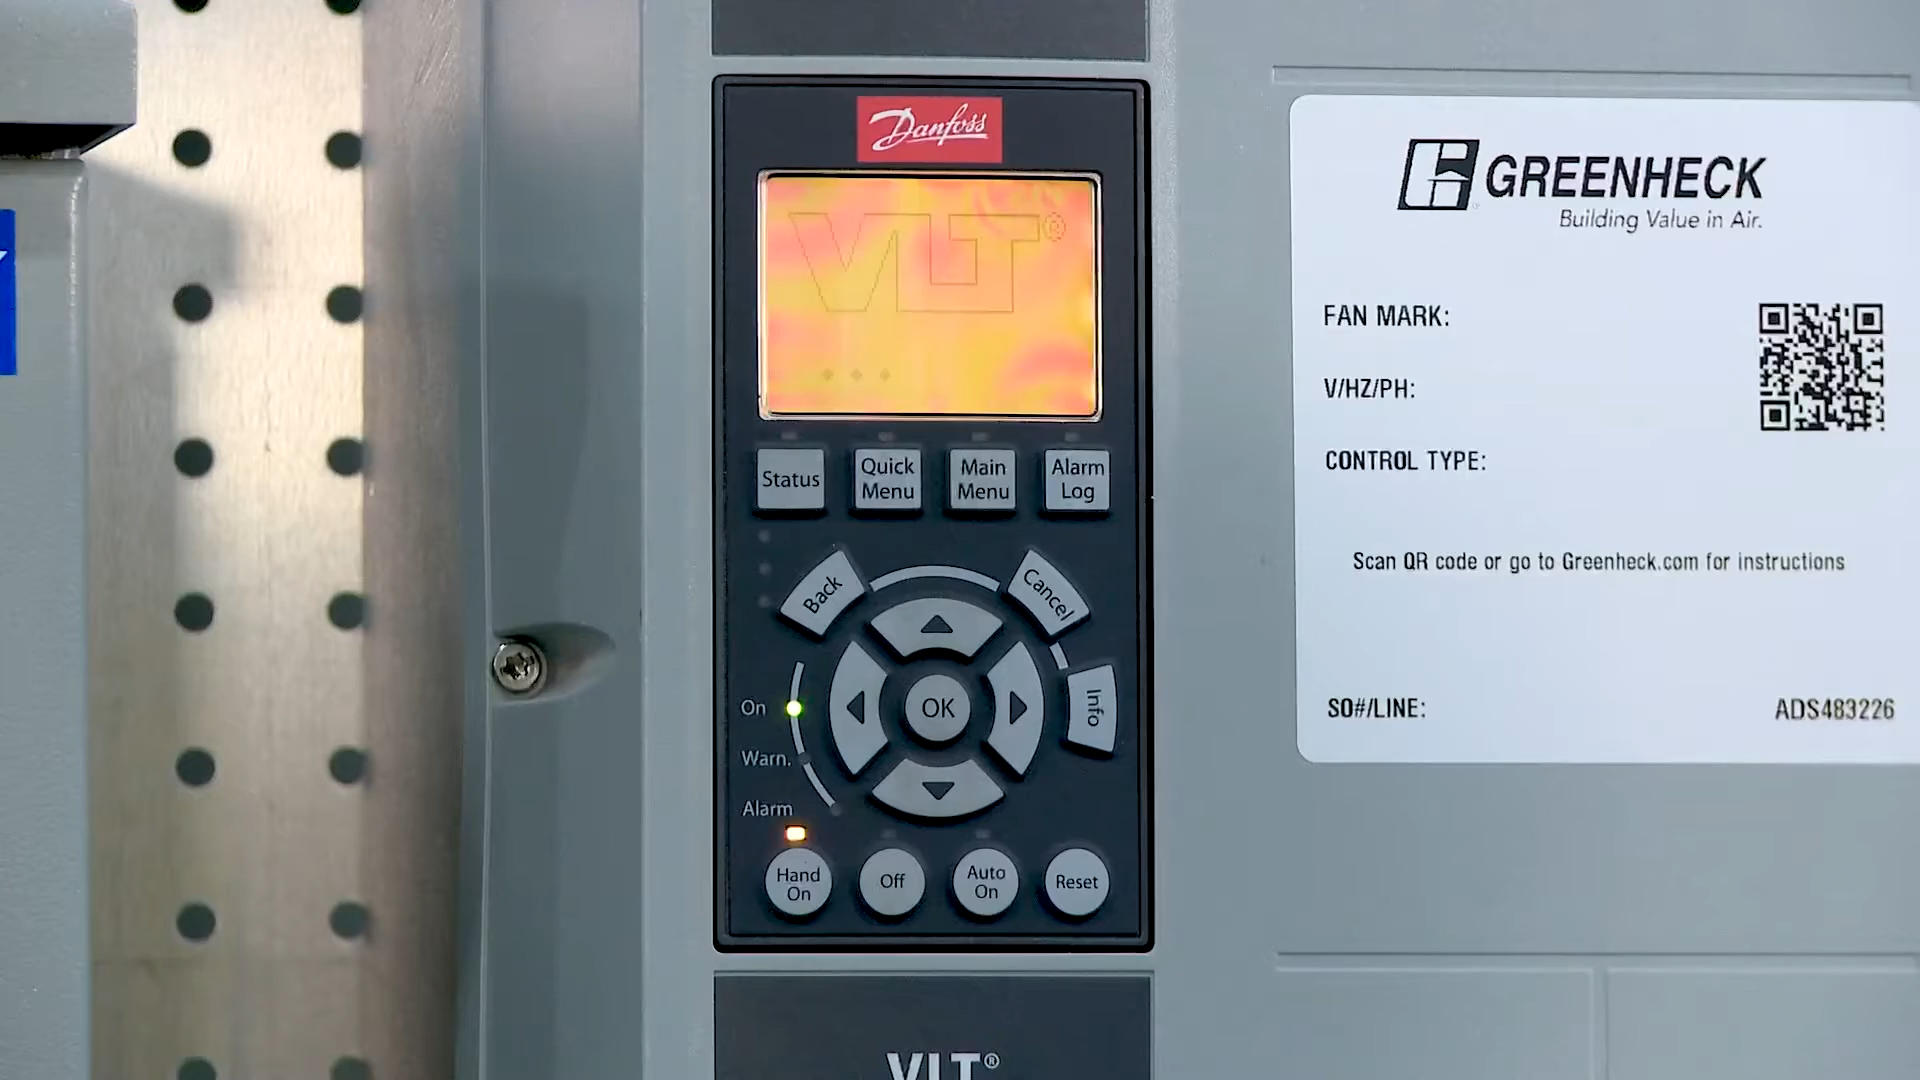 Danfoss
VLT®
Status
Quick
Menu
Main
Menu
Alarm
Log
Back
Cancel
Info
OK
On
Warn.
Alarm
Hand
On
Off
Auto
On
Reset
VLT®
GREENHECK
Building Value in Air.
FAN MARK:
V/HZ/PH:
CONTROL TYPE:
Scan QR code or go to Greenheck.com for instructions
SO#/LINE: ADS483226